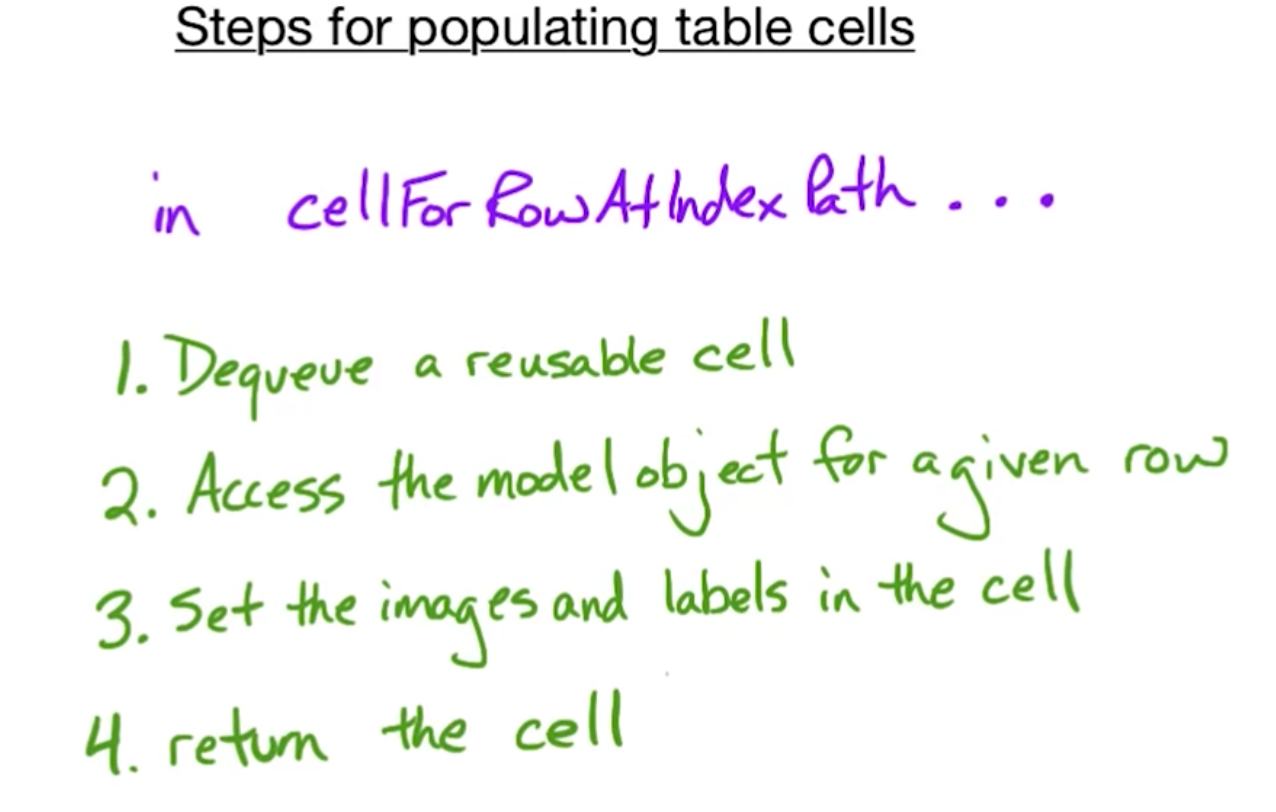 Steps for populating table cells
in cellForRowAtIndexPath...
1. Dequeue a reusable cell
2. Access the model object for a given row
3. Set the images and labels in the cell
4. return the cell